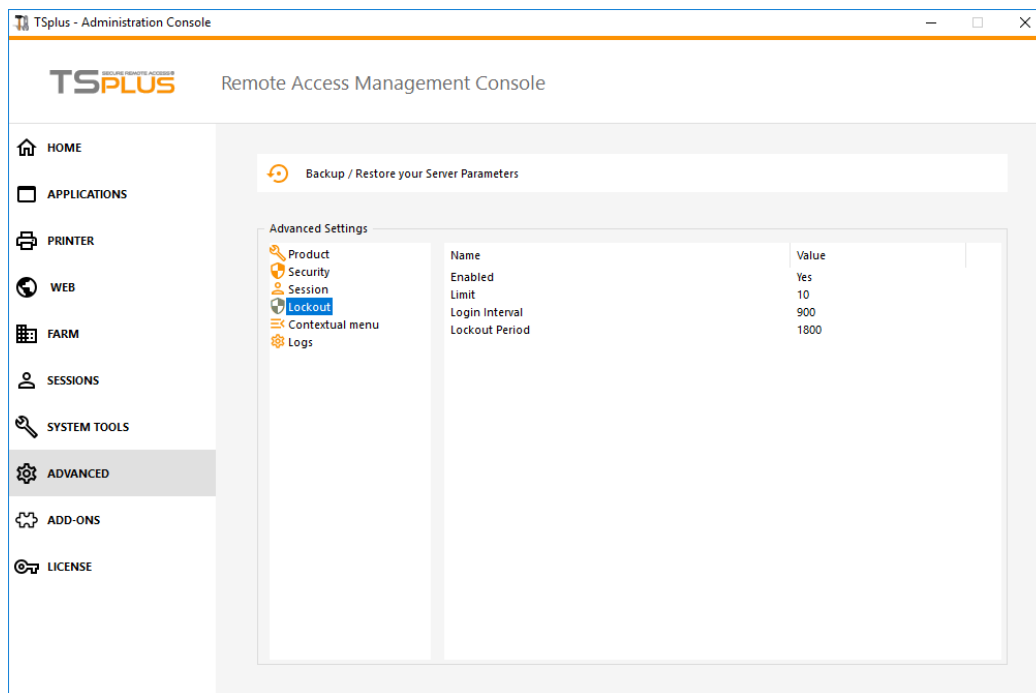 TSplus - Administration Console
TSPLUS
SECURE REMOTE ACCESS®
Remote Access Management Console
HOME
APPLICATIONS
PRINTER
WEB
FARM
SESSIONS
SYSTEM TOOLS
ADVANCED
ADD-ONS
LICENSE
Backup / Restore your Server Parameters
Advanced Settings
Product
Security
Session
Lockout
Contextual menu
Logs
Name Value
Enabled Yes
Limit 10
Login Interval 900
Lockout Period 1800